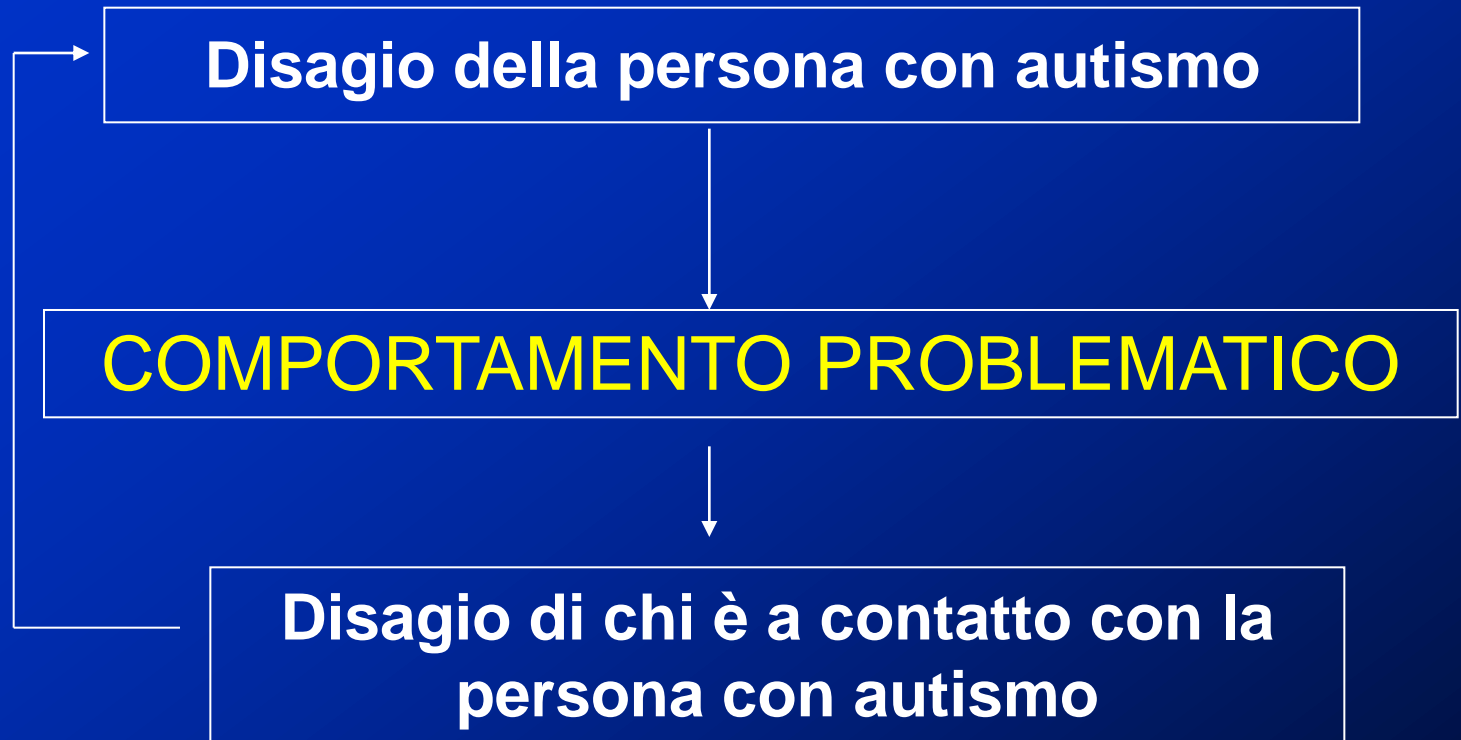 Disagio della persona con autismo
COMPORTAMENTO PROBLEMATICO
Disagio di chi è a contatto con la
persona con autismo